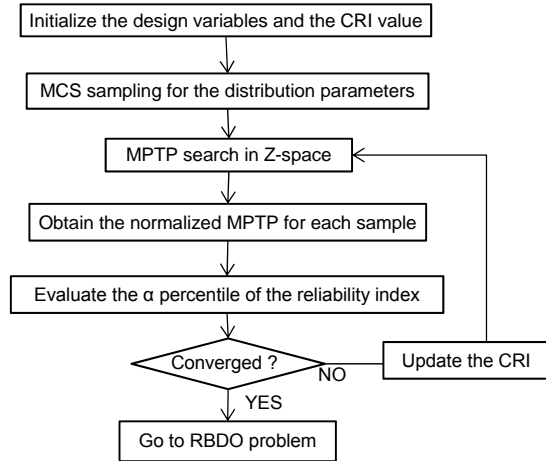 Initialize the design variables and the CRI value
MCS sampling for the distribution parameters
MPTP search in Z-space
Obtain the normalized MPTP for each sample
Evaluate the α percentile of the reliability index
Converged ?
NO
Update the CRI
YES
Go to RBDO problem